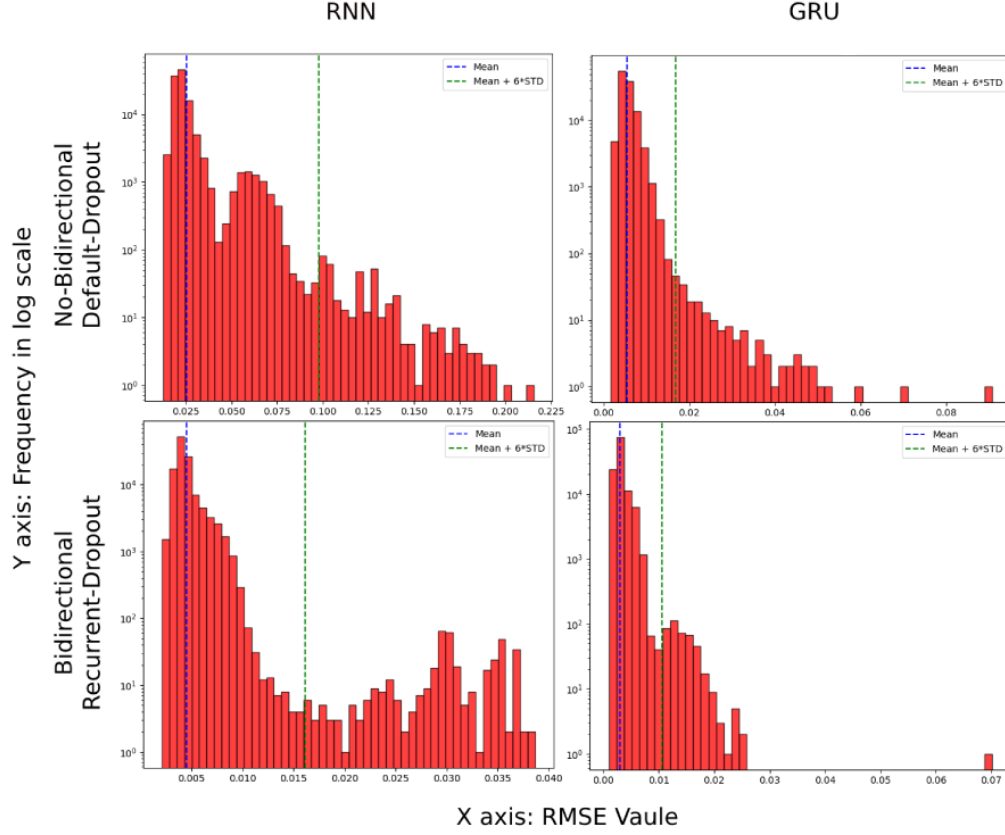 RNN
GRU
Y axis: Frequency in log scale
No-Bidirectional
Default-Dropout
Mean
Mean + 6*STD
10⁴
10³
10²
10¹
10⁰
0.025 0.050 0.075 0.100 0.125 0.150 0.175 0.200 0.225
Mean
Mean + 6*STD
10⁴
10³
10²
10¹
10⁰
0.00 0.02 0.04 0.06 0.08
Bidirectional
Recurrent-Dropout
Mean
Mean + 6*STD
10⁴
10³
10²
10¹
10⁰
0.005 0.010 0.015 0.020 0.025 0.030 0.035 0.040
Mean
Mean + 6*STD
10⁵
10⁴
10³
10²
10¹
10⁰
0.00 0.01 0.02 0.03 0.04 0.05 0.06 0.07
X axis: RMSE Vaule